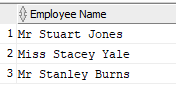 Employee Name
1 Mr Stuart Jones
2 Miss Stacey Yale
3 Mr Stanley Burns